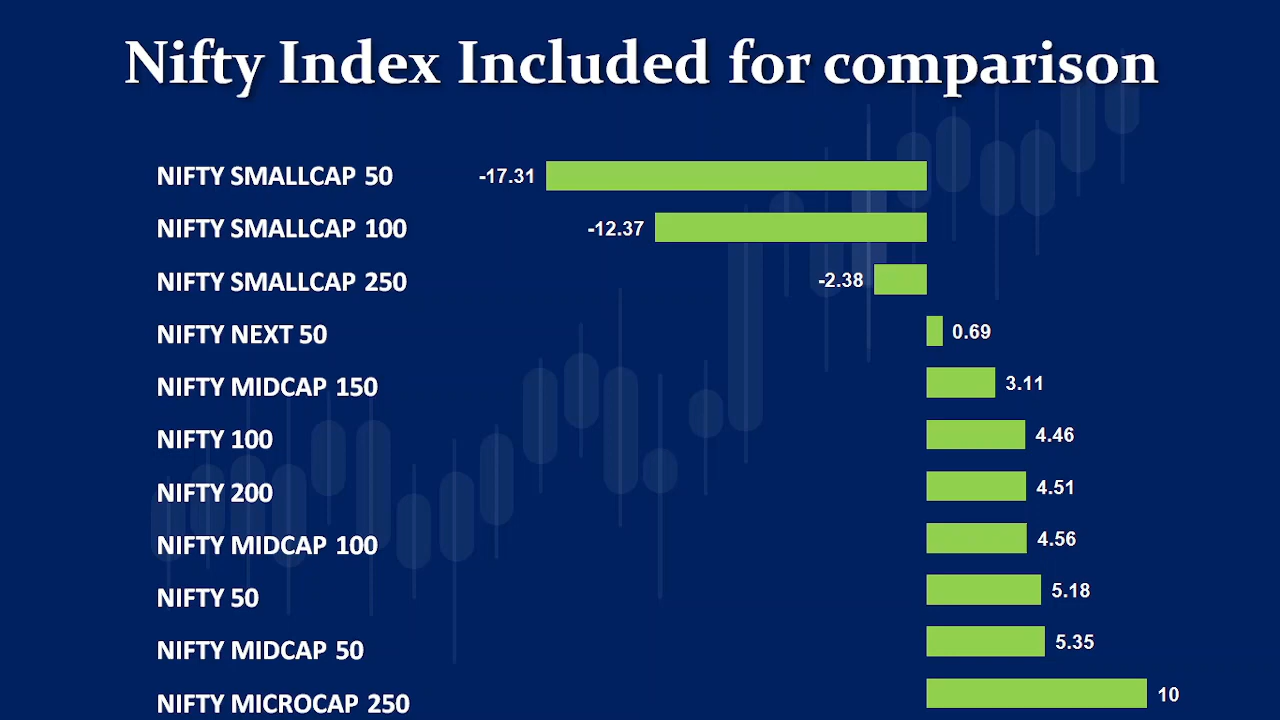 Nifty Index Included for comparison
NIFTY SMALLCAP 50 -17.31
NIFTY SMALLCAP 100 -12.37
NIFTY SMALLCAP 250 -2.38
NIFTY NEXT 50 0.69
NIFTY MIDCAP 150 3.11
NIFTY 100 4.46
NIFTY 200 4.51
NIFTY MIDCAP 100 4.56
NIFTY 50 5.18
NIFTY MIDCAP 50 5.35
NIFTY MICROCAP 250 10